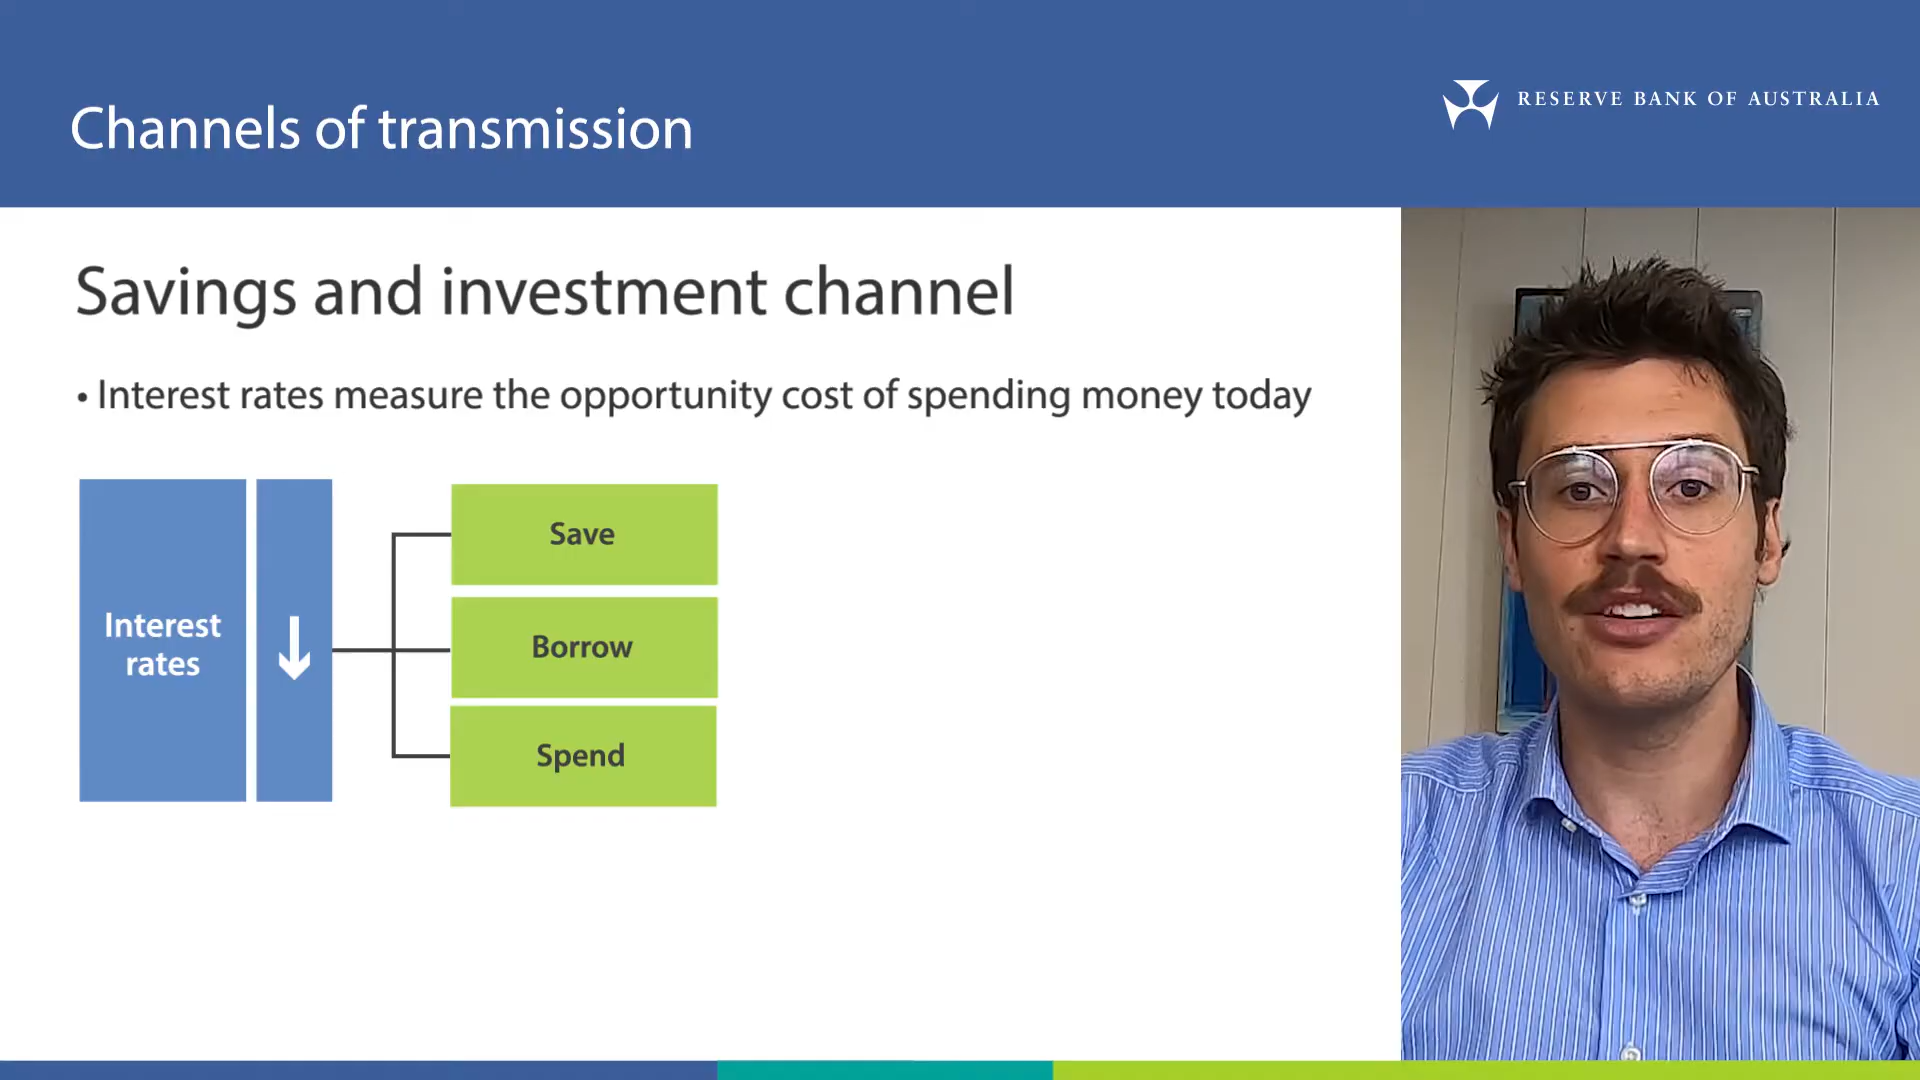 Channels of transmission
RESERVE BANK OF AUSTRALIA
Savings and investment channel
• Interest rates measure the opportunity cost of spending money today
Interest
rates
↓
Save
Borrow
Spend